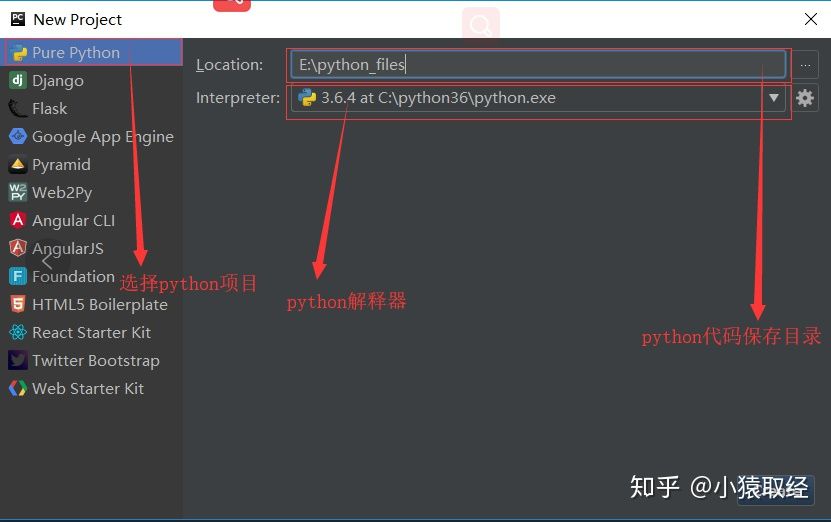 New Project
Pure Python
Django
Flask
Google App Engine
Pyramid
Web2Py
Angular CLI
AngularJS
Foundation
HTML5 Boilerplate
React Starter Kit
Twitter Bootstrap
Web Starter Kit
Location: E:\python_files
Interpreter: 3.6.4 at C:\python36\python.exe
选择python项目
python解释器
python代码保存目录
知乎 @小猿取经